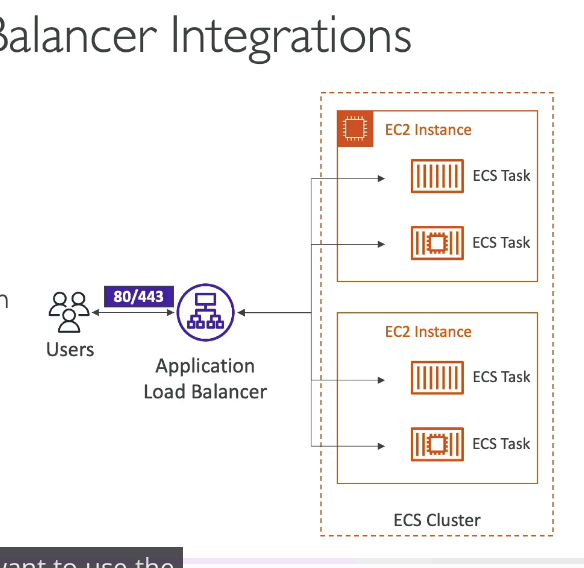 Balancer Integrations
EC2 Instance
ECS Task
ECS Task
80/443
Users
Application
Load Balancer
EC2 Instance
ECS Task
ECS Task
ECS Cluster
want to use the